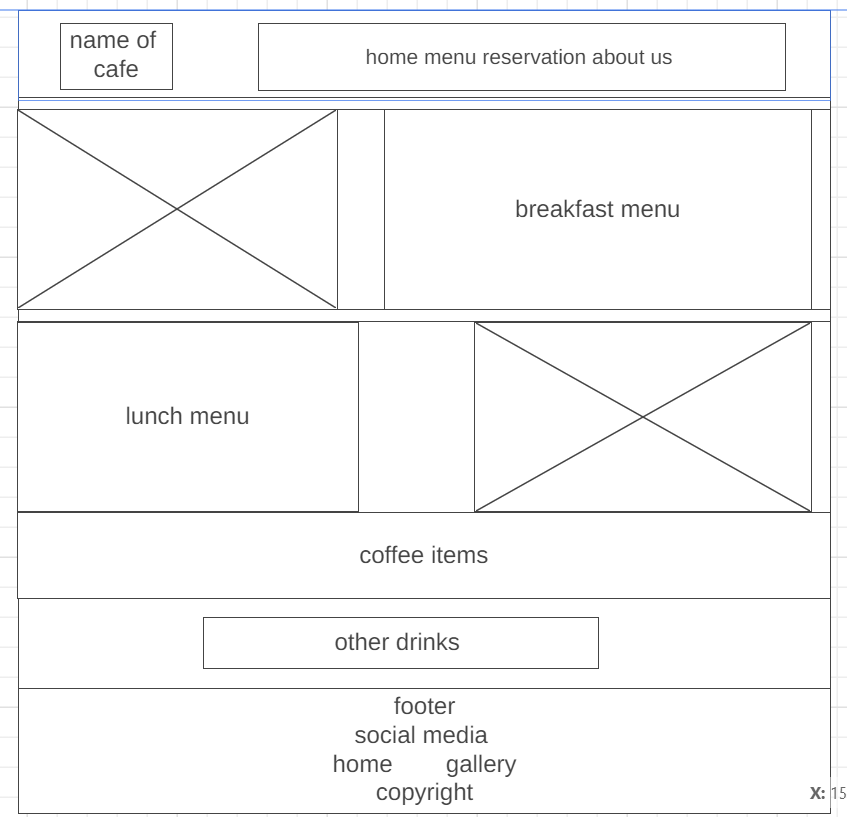 name of
cafe
home menu reservation about us
breakfast menu
lunch menu
coffee items
other drinks
footer
social media
home gallery
copyright
X: 15